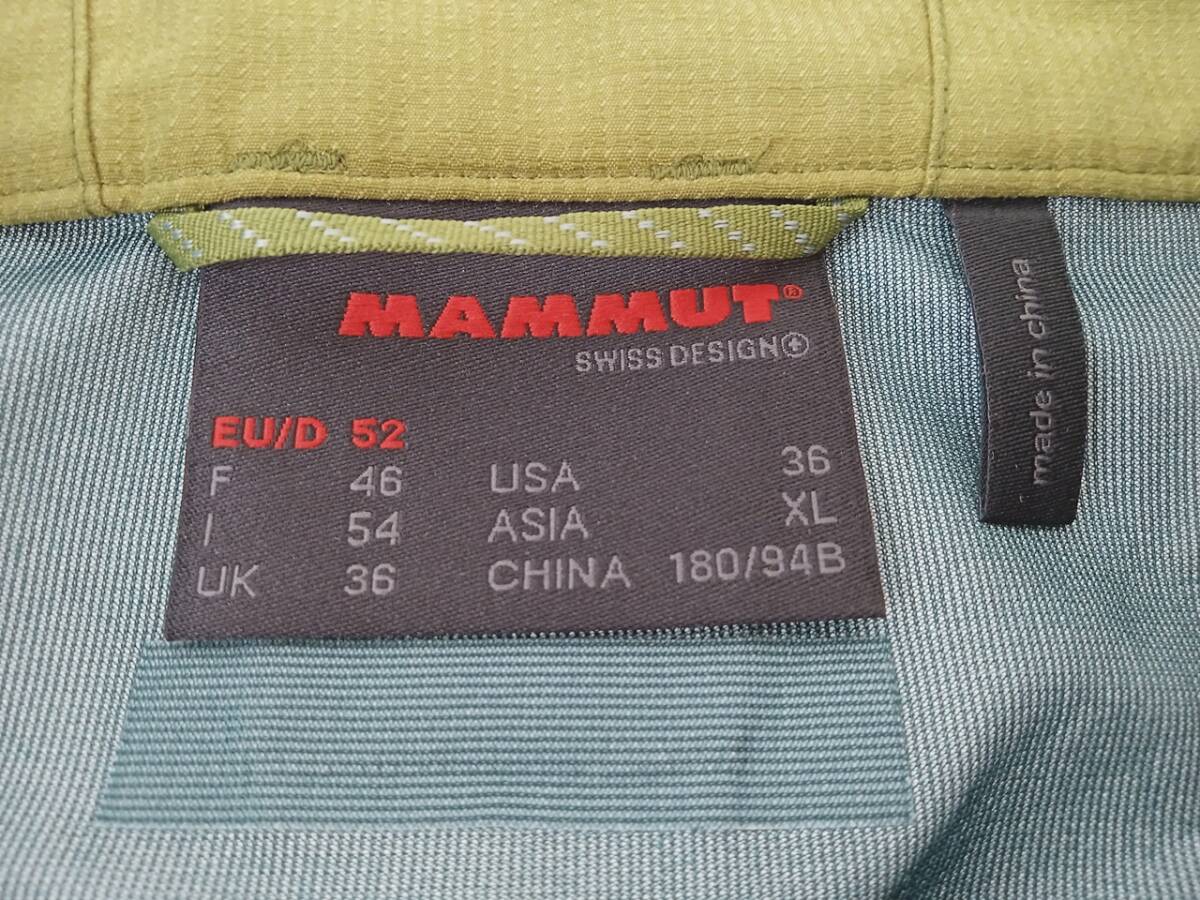 MAMMUT®
SWISS DESIGN
EU/D 52
F 46 USA 36
I 54 ASIA XL
UK 36 CHINA 180/94B
made in china